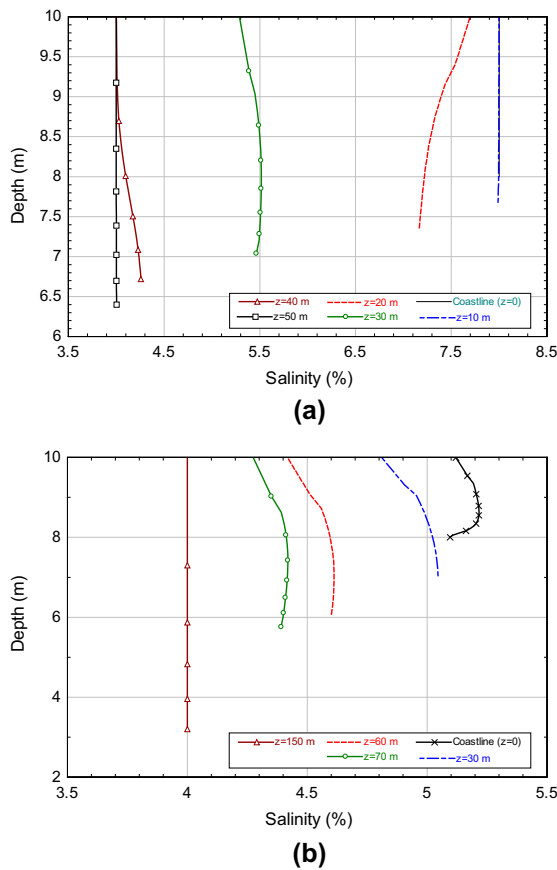 10
9.5
9
8.5
8
7.5
7
6.5
6
Depth (m)
z=40 m z=20 m Coastline (z=0)
z=50 m z=30 m z=10 m
3.5 4.5 5.5 6.5 7.5 8.5
Salinity (%)
(a)
10
8
6
4
2
Depth (m)
z=150 m z=60 m Coastline (z=0)
z=70 m z=30 m
3.5 4 4.5 5 5.5
Salinity (%)
(b)